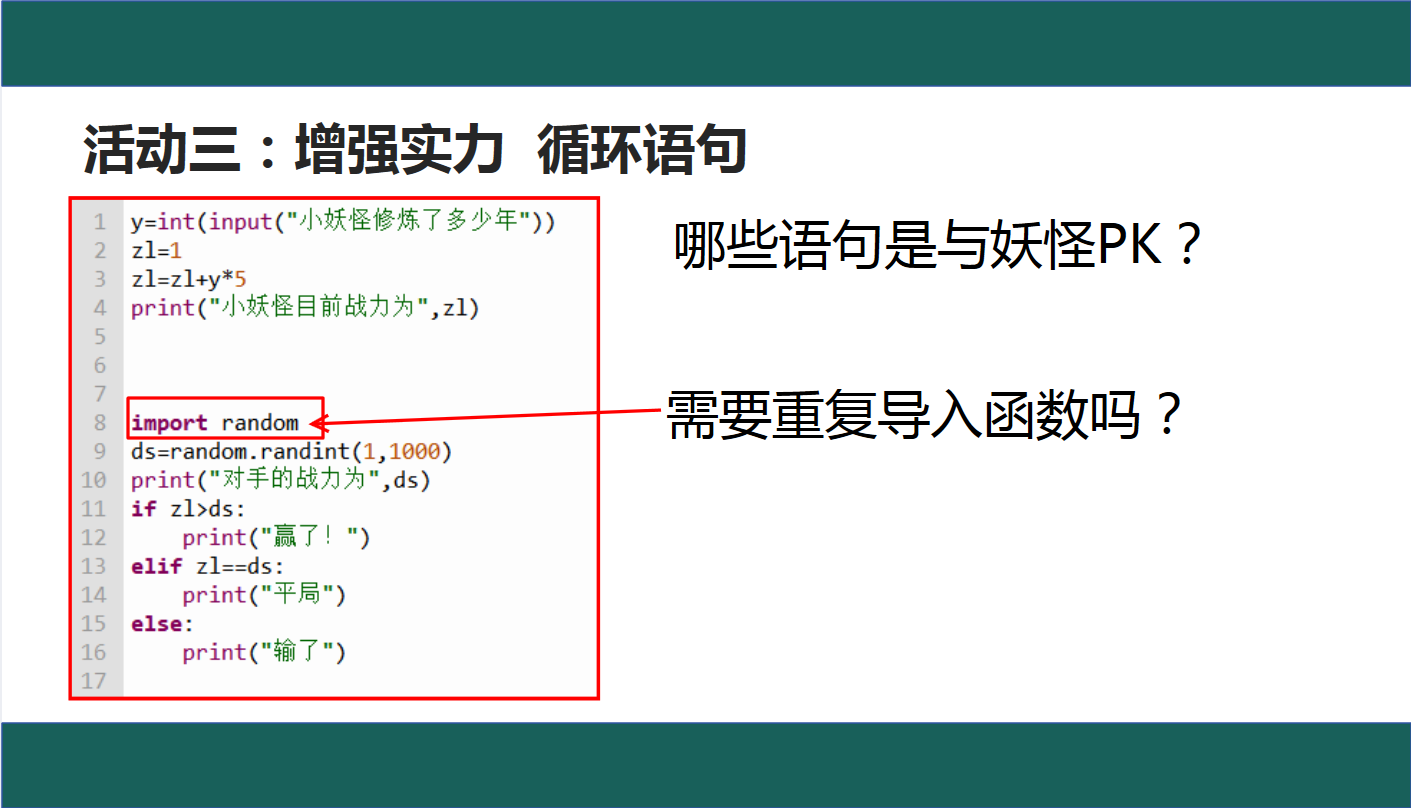 活动三：增强实力  循环语句
1 y=int(input("小妖怪修炼了多少年"))
2 zl=1
3 zl=zl+y*5
4 print("小妖怪目前战力为",zl)
5
6
7
8 import random
9 ds=random.randint(1,1000)
10 print("对手的战力为",ds)
11 if zl>ds:
12     print("赢了！")
13 elif zl==ds:
14     print("平局")
15 else:
16     print("输了")
17
哪些语句是与妖怪PK？
需要重复导入函数吗？